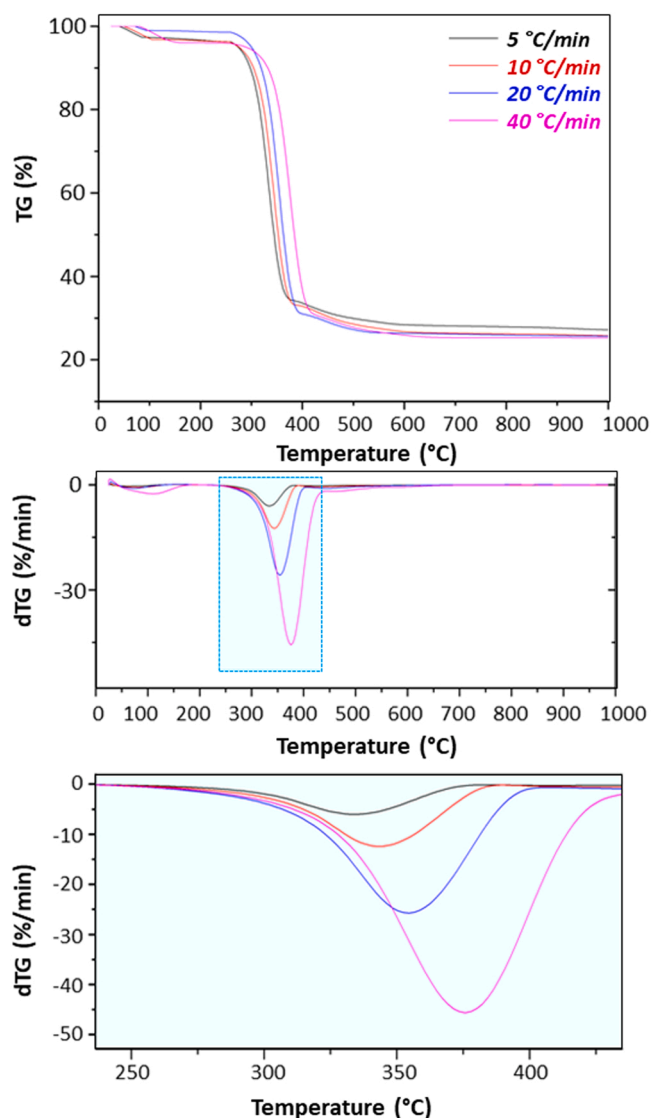 100
80
60
40
20
TG (%)
5 °C/min
10 °C/min
20 °C/min
40 °C/min
0 100 200 300 400 500 600 700 800 900 1000
Temperature (°C)
0
-30
dTG (%/min)
0 100 200 300 400 500 600 700 800 900 1000
Temperature (°C)
0
-10
-20
-30
-40
-50
dTG (%/min)
250 300 350 400
Temperature (°C)